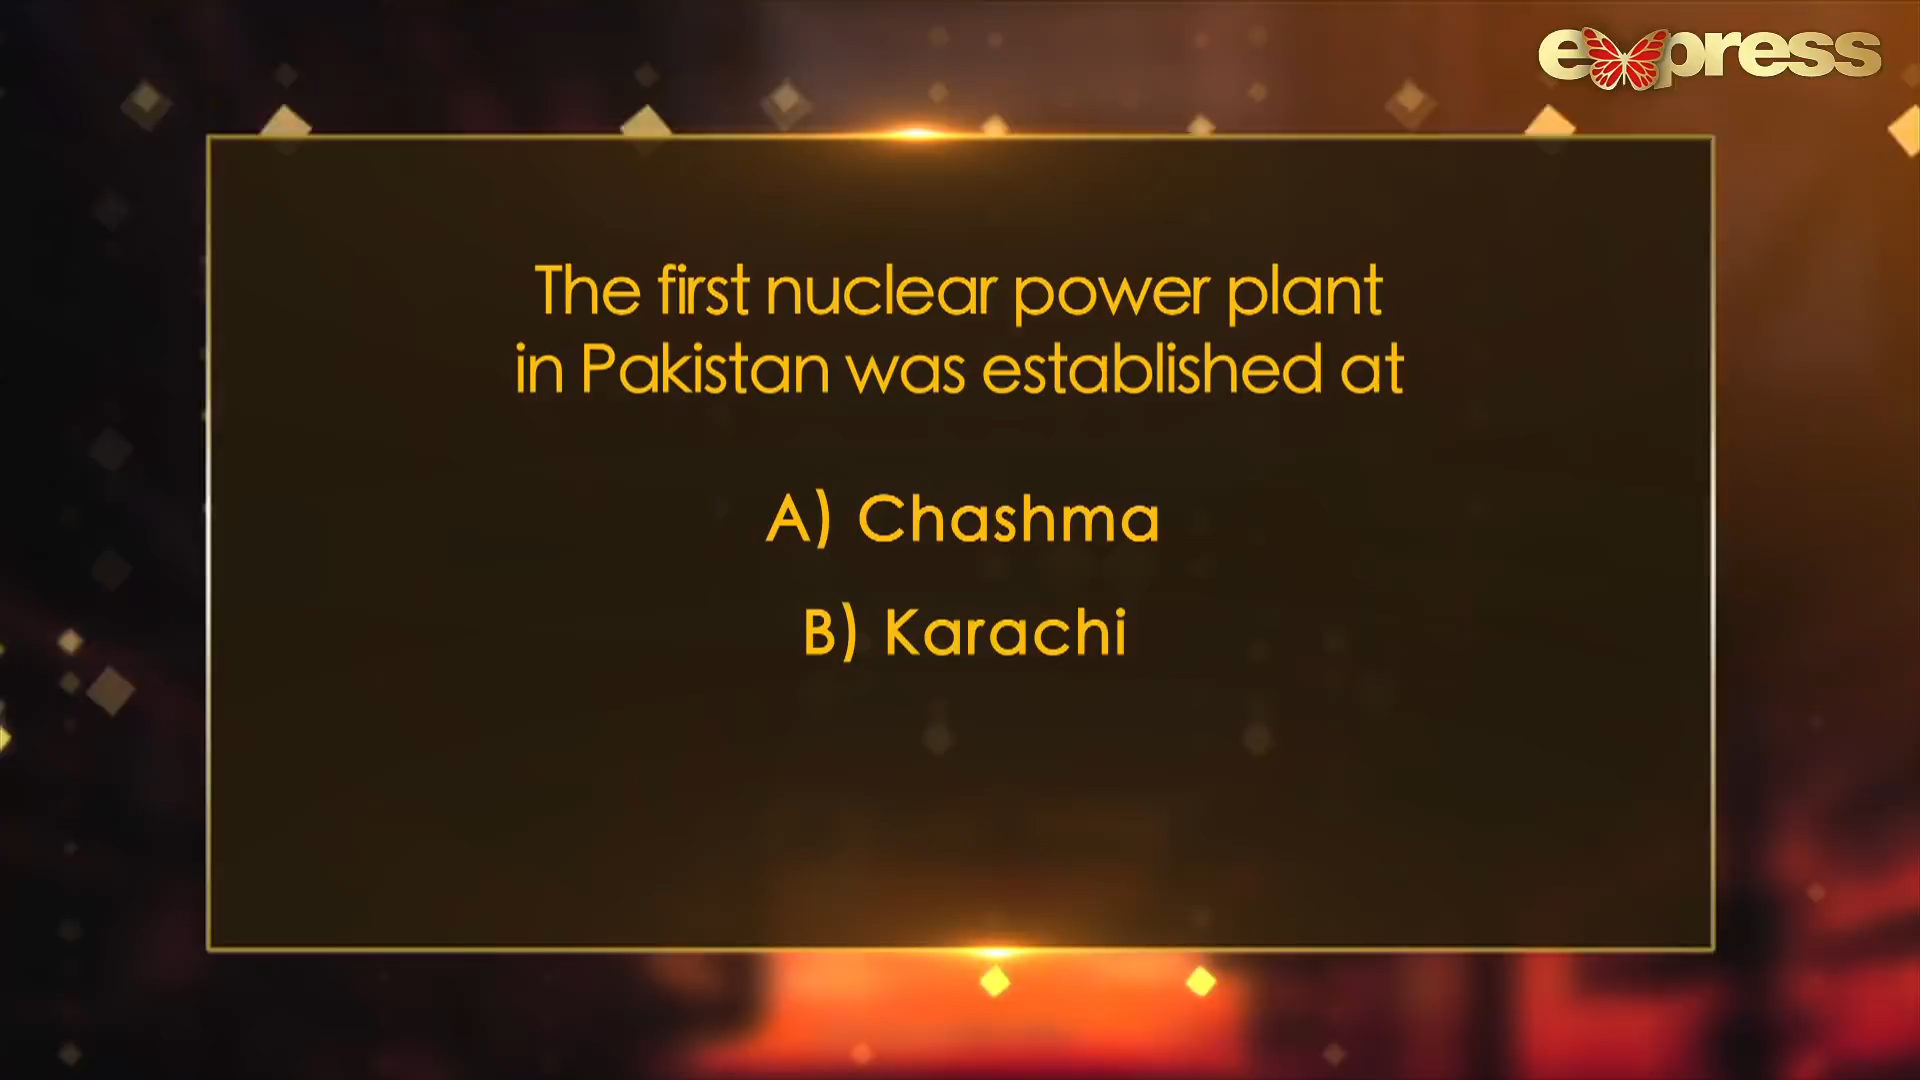 express
The first nuclear power plant
in Pakistan was established at
A) Chashma
B) Karachi